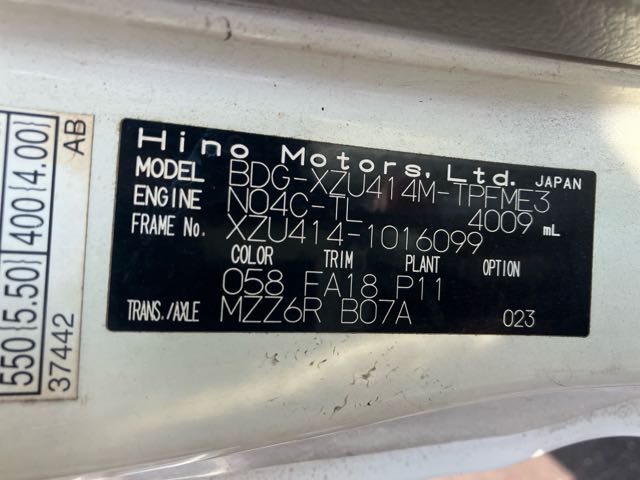 Hino Motors, Ltd. JAPAN
MODEL BDG-XZU414M-TPFME3
ENGINE N04C-TL 4009 mL
FRAME No. XZU414-1016099
COLOR TRIM PLANT OPTION
058 FA18 P11
TRANS./AXLE MZZ6R B07A 023
550(5.50) 400(4.00)
37442 AB